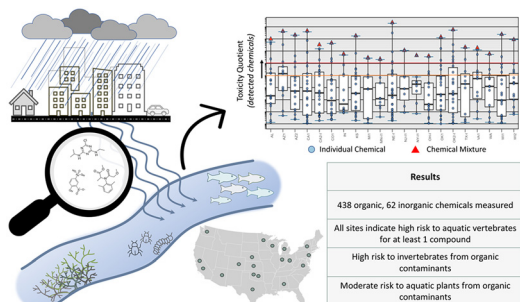 Toxicity Quotient
(detected chemicals)
Individual Chemical
Chemical Mixture
Results
438 organic, 62 inorganic chemicals measured
All sites indicate high risk to aquatic vertebrates
for at least 1 compound
High risk to invertebrates from organic
contaminants
Moderate risk to aquatic plants from organic
contaminants